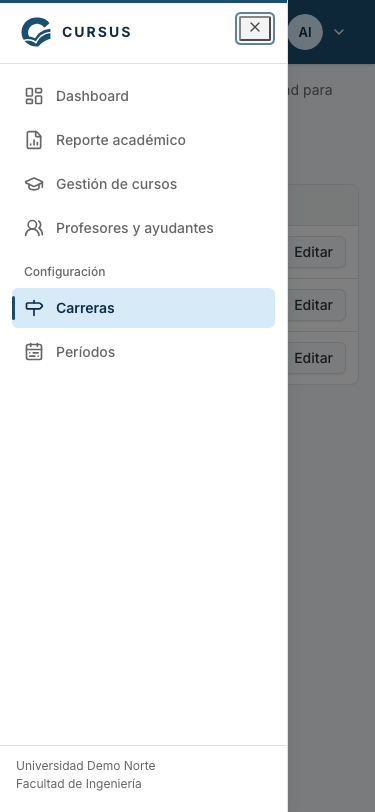 CURSUS
AI
Dashboard
Reporte académico
Gestión de cursos
Profesores y ayudantes
Configuración
Carreras
Períodos
para
Editar
Editar
Editar
Universidad Demo Norte
Facultad de Ingeniería